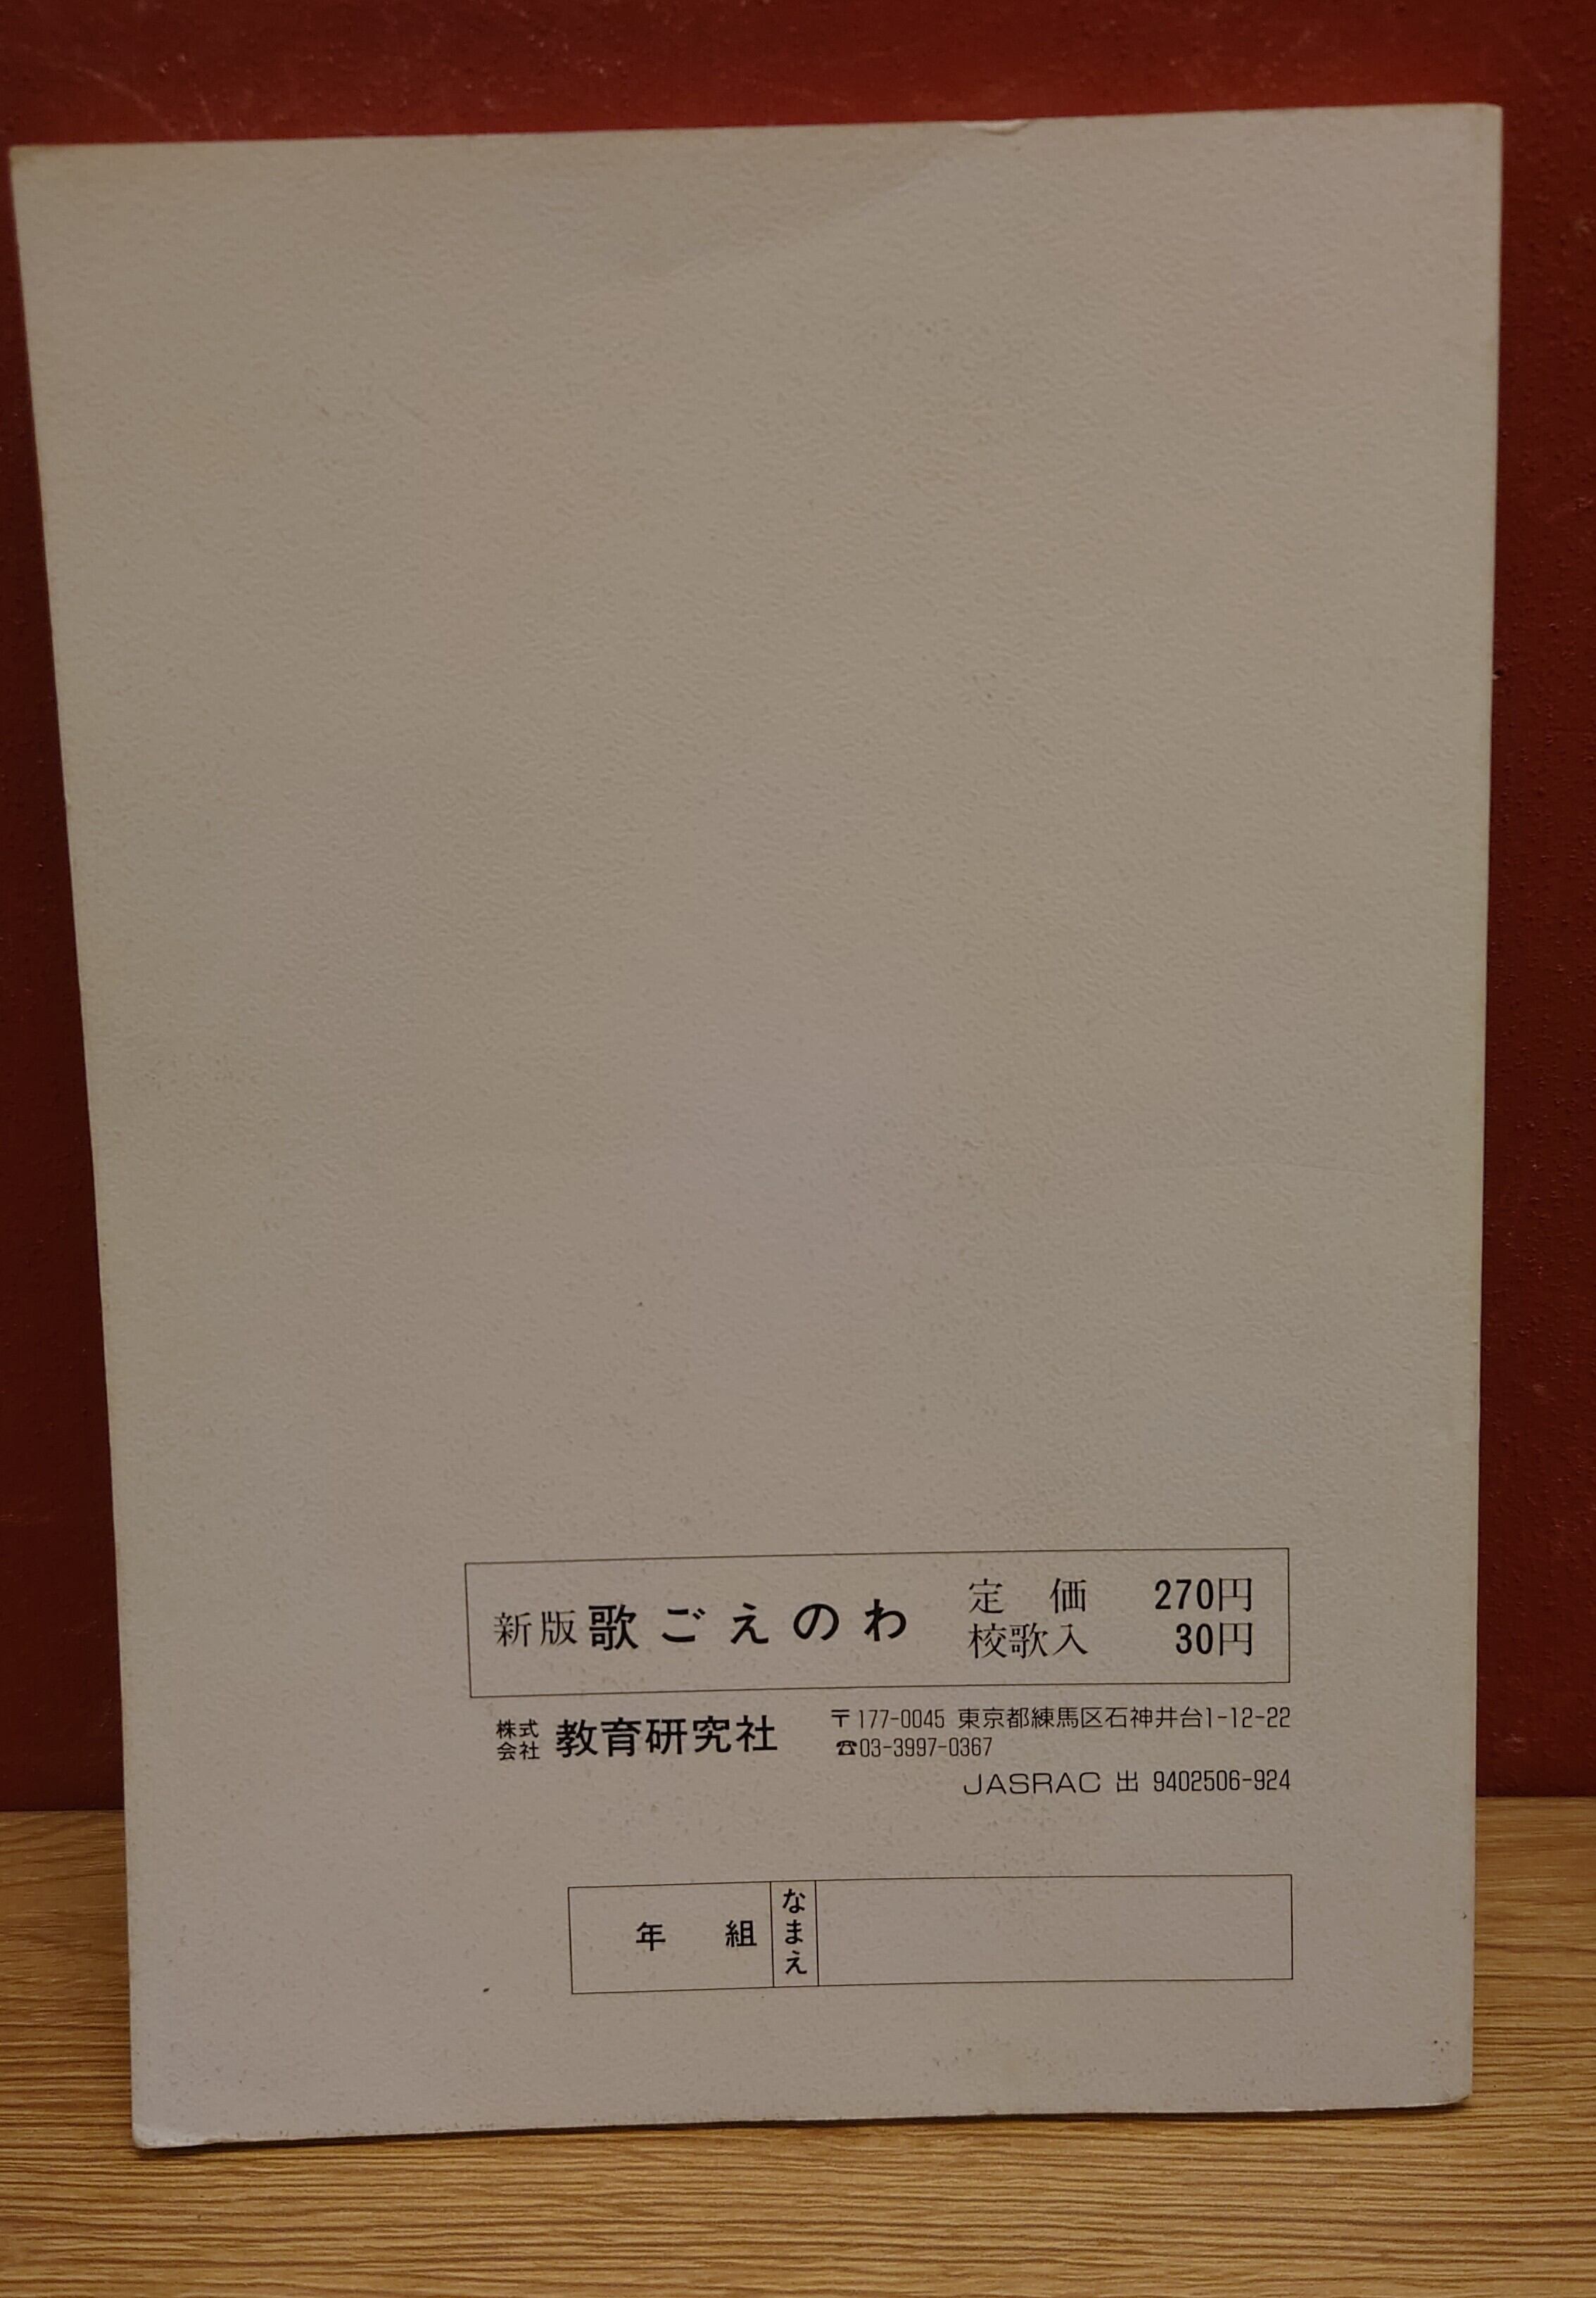 新版 歌ごえのわ 定 価 270円
校歌入 30円
株式会社 教育研究社 〒177-0045 東京都練馬区石神井台1-12-22
☎03-3997-0367
JASRAC 出 9402506-924
年 組 なまえ